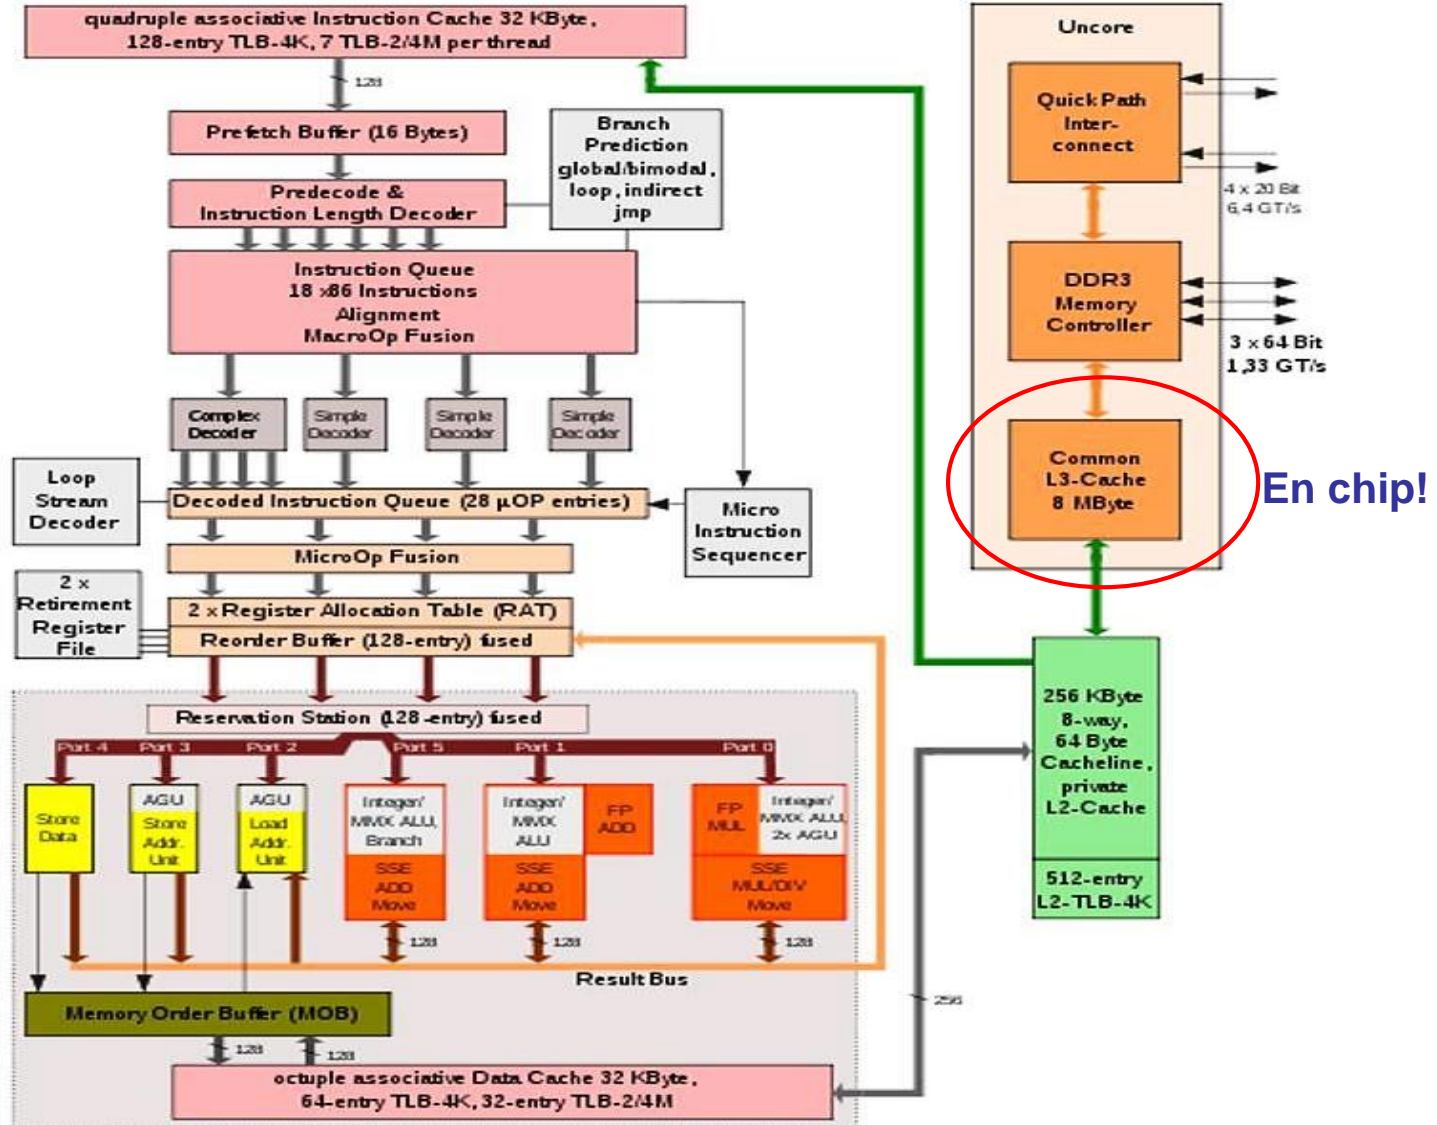 quadruple associative Instruction Cache 32 KByte,
128-entry TLB-4K, 7 TLB-2/4M per thread
128
Prefetch Buffer (16 Bytes)
Predecode &
Instruction Length Decoder
Branch
Prediction
global/bimodal,
loop, indirect
jmp
Instruction Queue
18 x86 Instructions
Alignment
MacroOp Fusion
Complex
Decoder
Simple
Decoder
Simple
Decoder
Simple
Decoder
Loop
Stream
Decoder
Decoded Instruction Queue (28 µOP entries)
Micro
Instruction
Sequencer
MicroOp Fusion
2 x
Retirement
Register
File
2 x Register Allocation Table (RAT)
Reorder Buffer (128-entry) fused
Reservation Station (128-entry) fused
Port 4
Port 3
Port 2
Port 5
Port 1
Port 0
Store
Data
AGU
Store
Addr.
Unit
AGU
Load
Addr.
Unit
Integer/
MMX ALU,
Branch
SSE
ADD
Move
Integer/
MMX
ALU
FP
ADD
SSE
ADD
Move
FP
MUL
Integer/
MMX ALU,
2x AGU
SSE
MUL/DIV
Move
128
128
128
Result Bus
Memory Order Buffer (MOB)
128
128
octuple associative Data Cache 32 KByte,
64-entry TLB-4K, 32-entry TLB-2/4M
256
Uncore
Quick Path
Inter-
connect
4 x 20 Bit
6,4 GT/s
DDR3
Memory
Controller
3 x 64 Bit
1,33 GT/s
Common
L3-Cache
8 MByte
En chip!
256 KByte
8-way,
64 Byte
Cacheline,
private
L2-Cache
512-entry
L2-TLB-4K